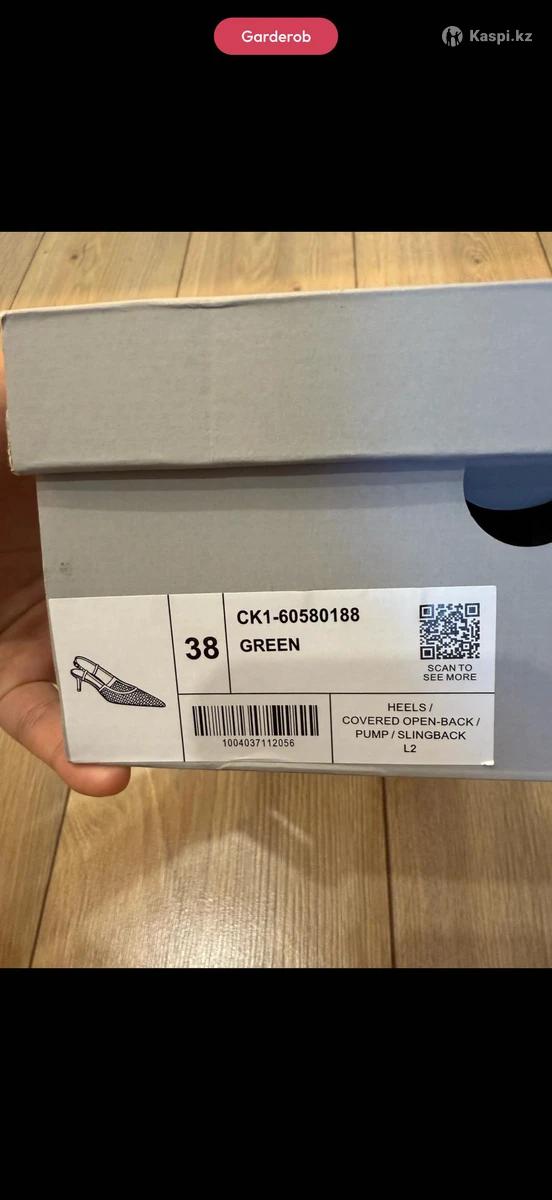 Garderob
Kaspi.kz
38
CK1-60580188
GREEN
SCAN TO
SEE MORE
1004037112056
HEELS /
COVERED OPEN-BACK /
PUMP / SLINGBACK
L2